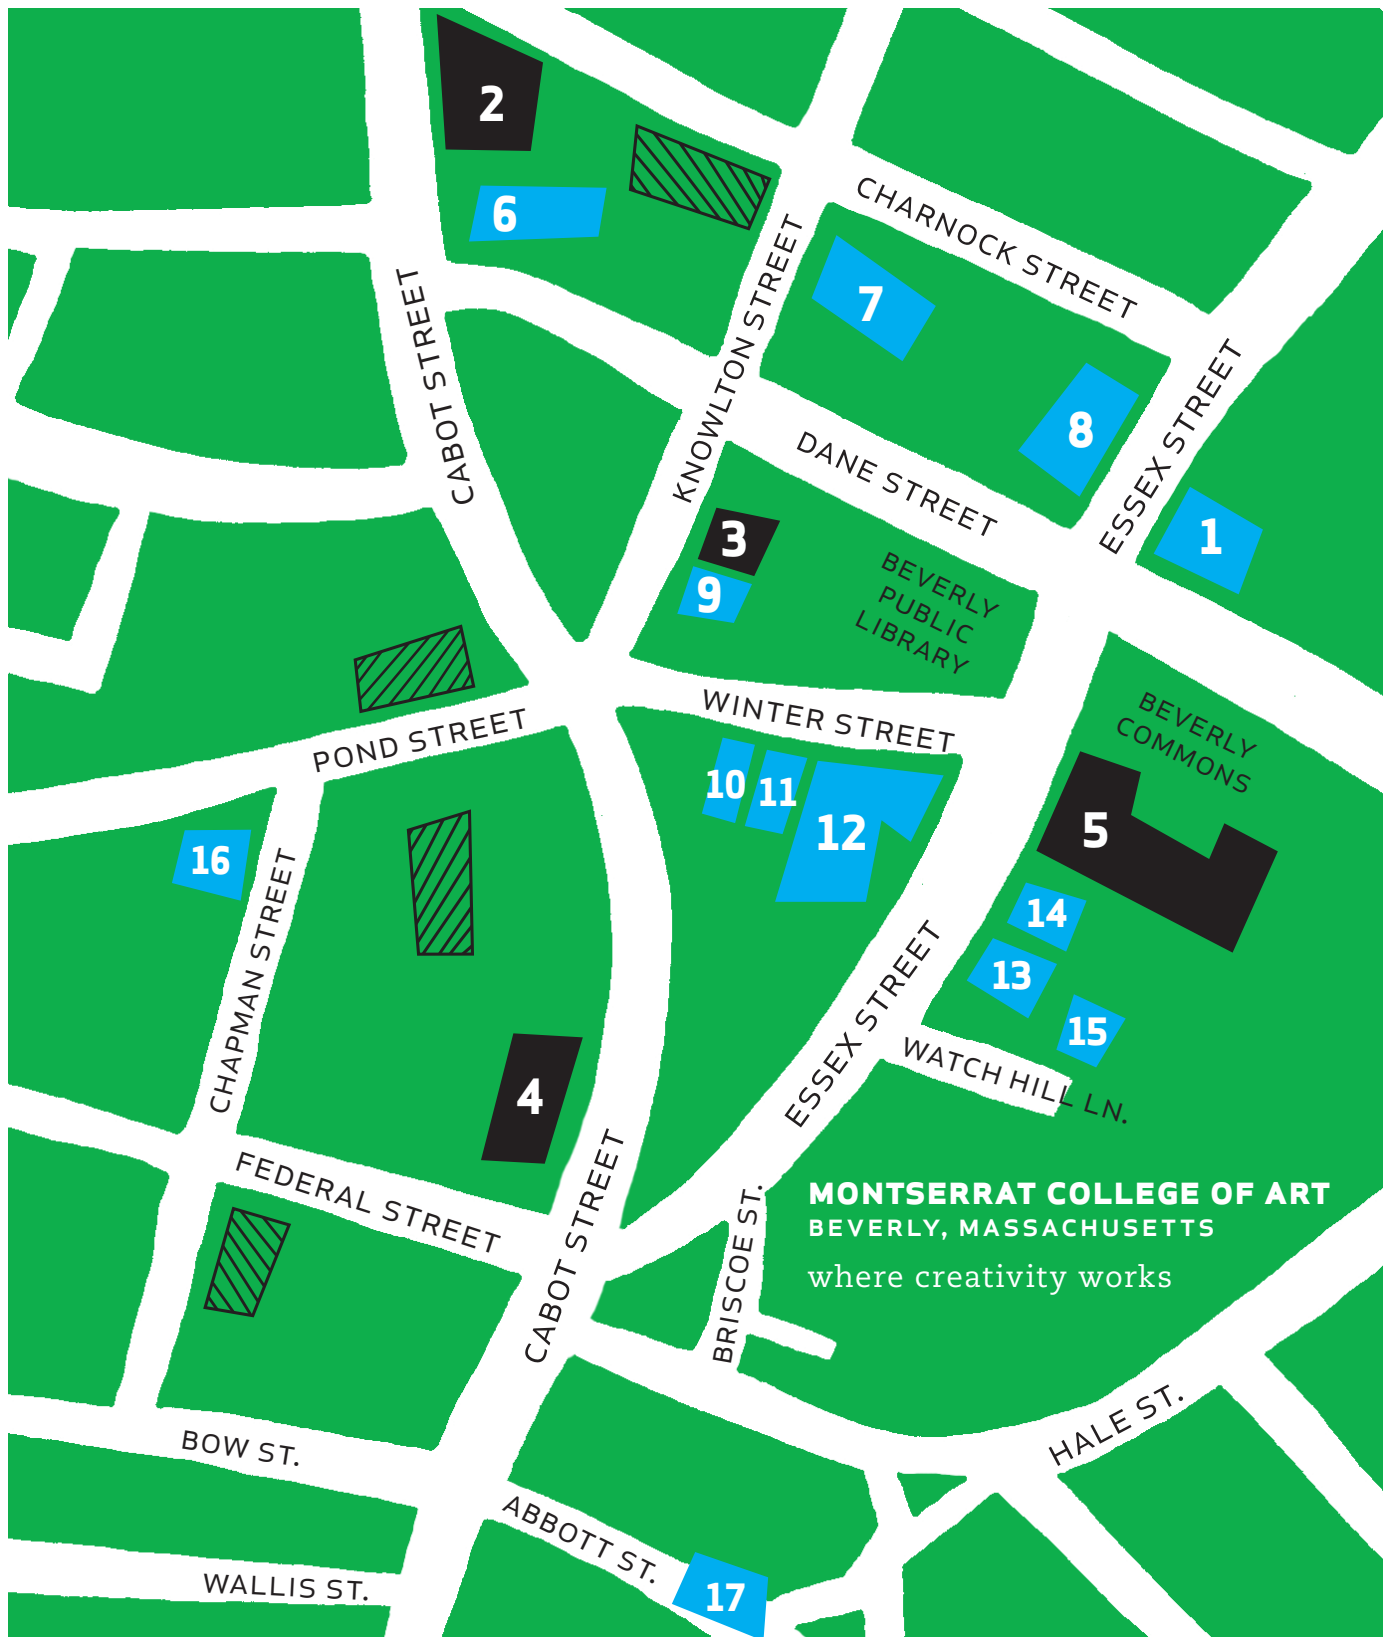 2
6
CHARNOCK STREET
7
CABOT STREET
KNOWLTON STREET
8
ESSEX STREET
DANE STREET
1
3
9
BEVERLY
PUBLIC
LIBRARY
POND STREET
WINTER STREET
BEVERLY
COMMONS
10
11
12
5
16
CHAPMAN STREET
14
13
15
ESSEX STREET
WATCH HILL LN.
4
FEDERAL STREET
CABOT STREET
BRISCOE ST.
MONTSERRAT COLLEGE OF ART
BEVERLY, MASSACHUSETTS
where creativity works
HALE ST.
BOW ST.
ABBOTT ST.
WALLIS ST.
17